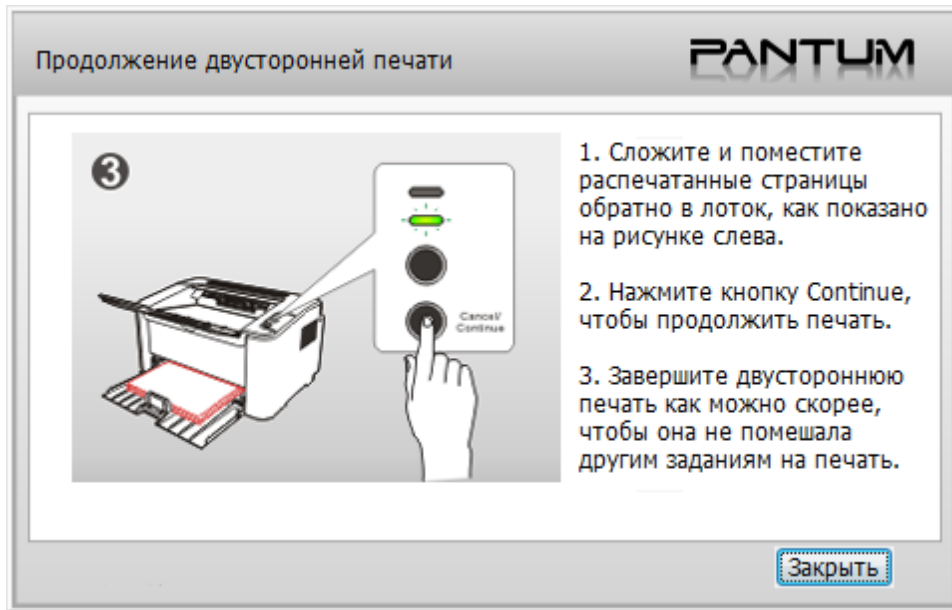 Продолжение двусторонней печати
PANTUM
3
Cancel/
Continue
1. Сложите и поместите
распечатанные страницы
обратно в лоток, как показано
на рисунке слева.
2. Нажмите кнопку Continue,
чтобы продолжить печать.
3. Завершите двустороннюю
печать как можно скорее,
чтобы она не помешала
другим заданиям на печать.
Закрыть